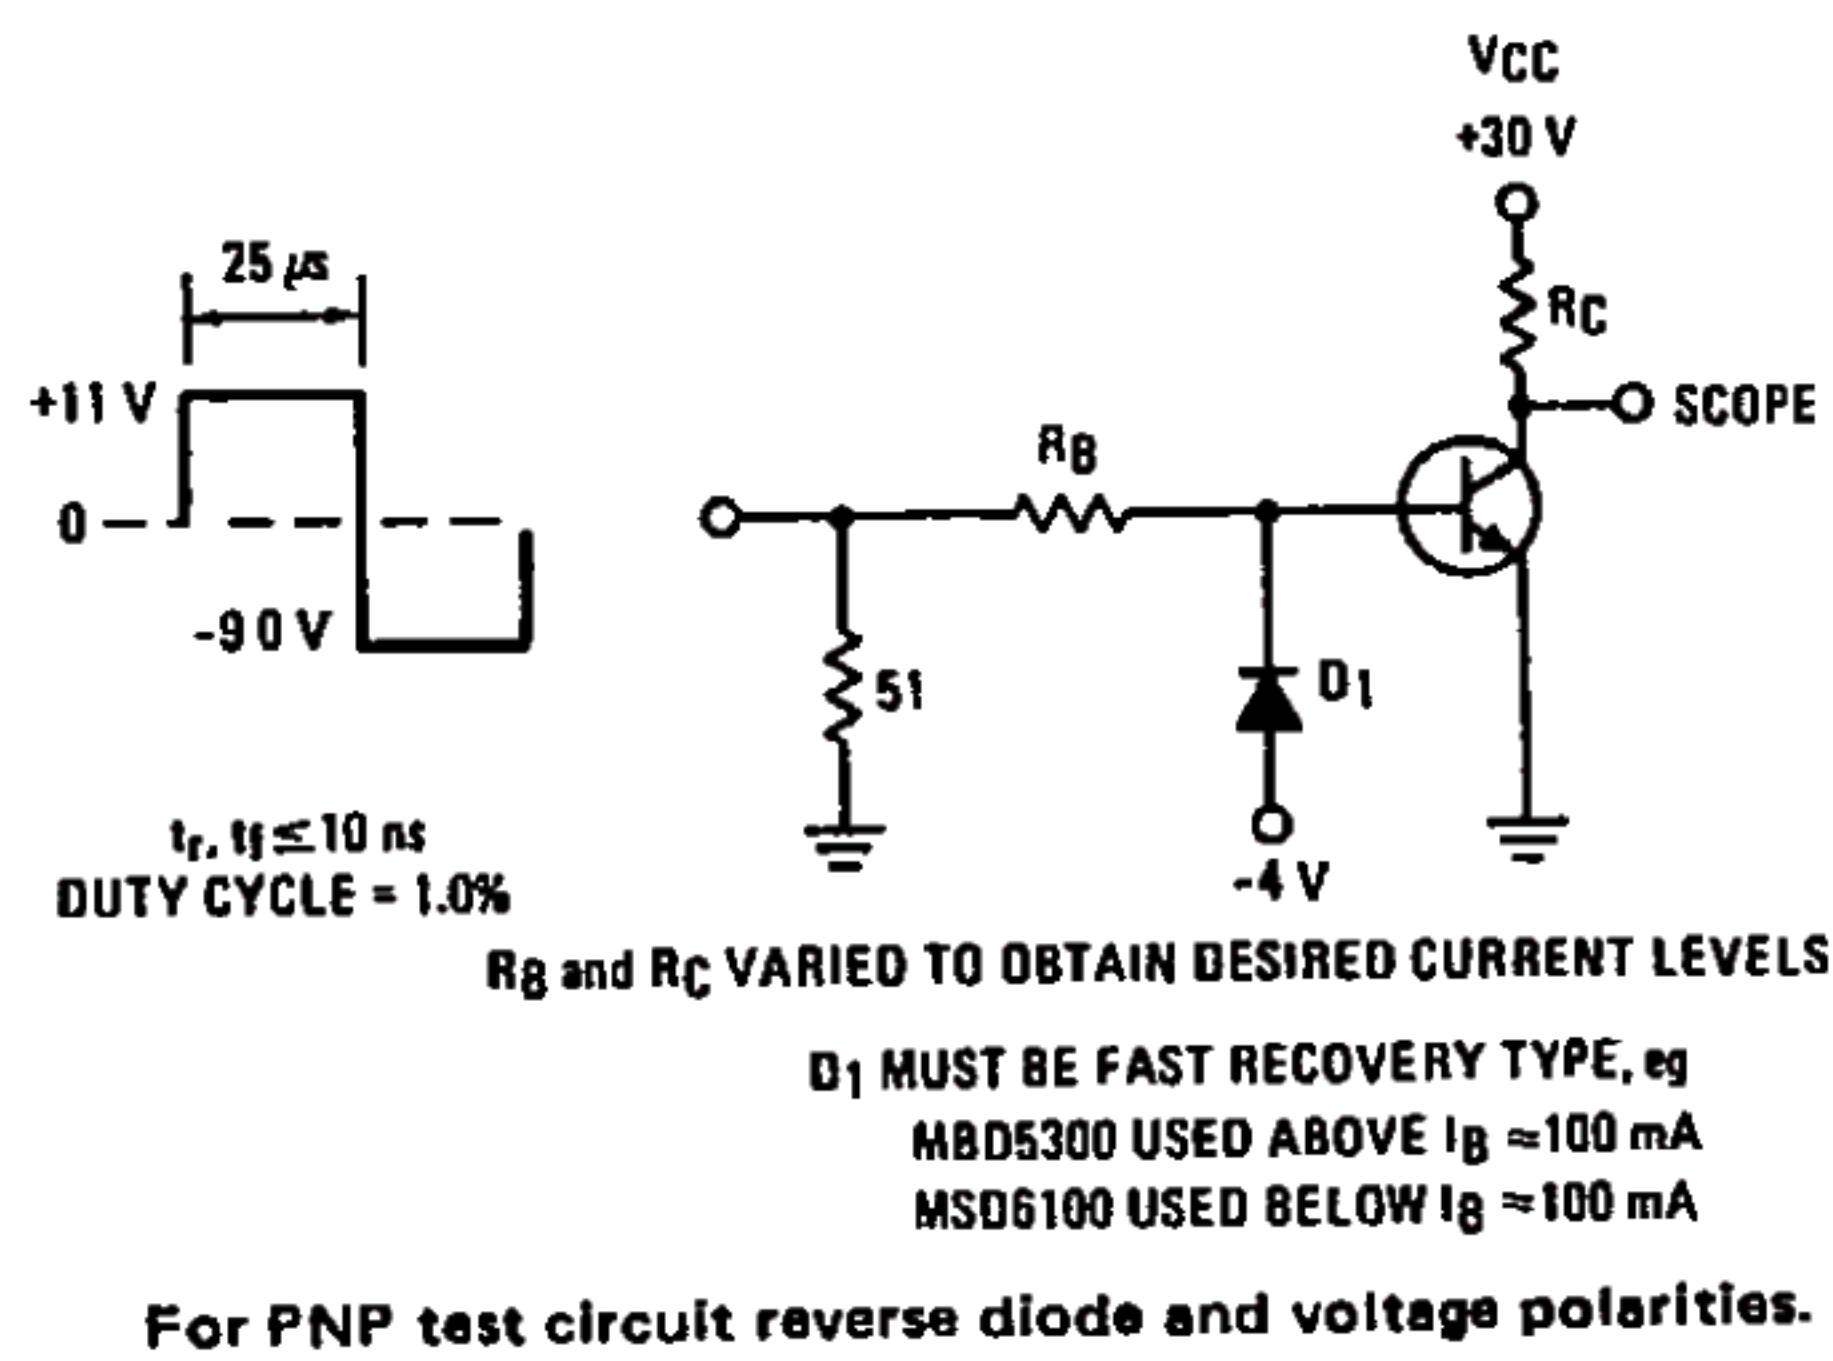 VCC
+30 V
25 μs
RC
+11 V
SCOPE
RB
0
-9 0 V
51
D1
tr, tf ≤ 10 ns
-4 V
DUTY CYCLE = 1.0%
RB and RC VARIED TO OBTAIN DESIRED CURRENT LEVELS
D1 MUST BE FAST RECOVERY TYPE, eg
MBD5300 USED ABOVE IB ≈100 mA
MSD6100 USED BELOW IB ≈100 mA
For PNP test circuit reverse diode and voltage polarities.